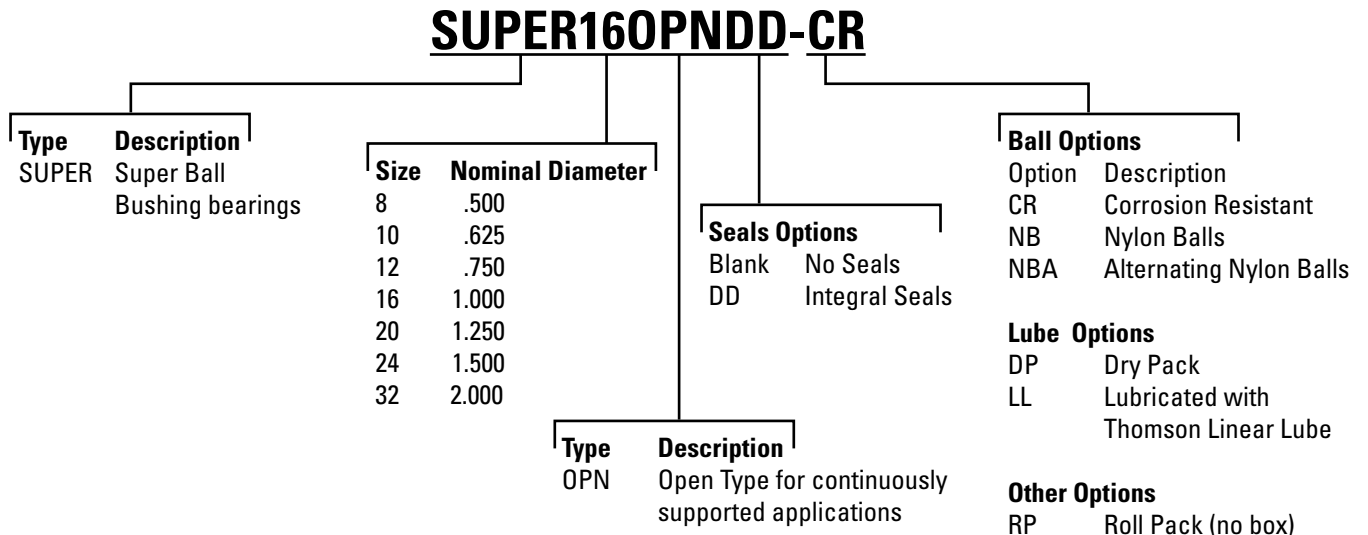 SUPER16OPNDD-CR
Type Description
SUPER Super Ball
Bushing bearings
Size Nominal Diameter
8 .500
10 .625
12 .750
16 1.000
20 1.250
24 1.500
32 2.000
Type Description
OPN Open Type for continuously
supported applications
Seals Options
Blank No Seals
DD Integral Seals
Ball Options
Option Description
CR Corrosion Resistant
NB Nylon Balls
NBA Alternating Nylon Balls
Lube Options
DP Dry Pack
LL Lubricated with
Thomson Linear Lube
Other Options
RP Roll Pack (no box)